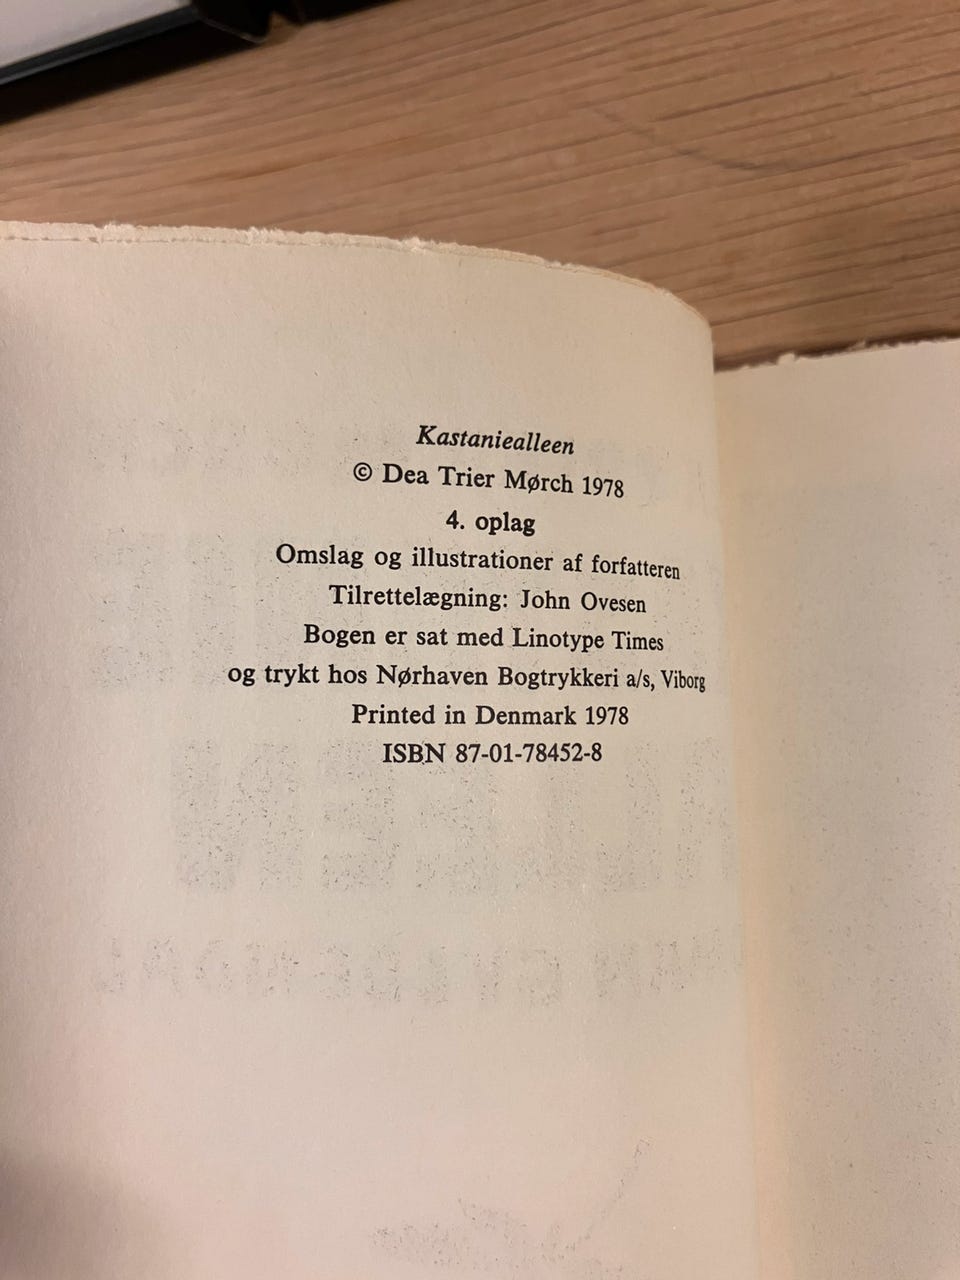 Kastaniealleen
© Dea Trier Mørch 1978
4. oplag
Omslag og illustrationer af forfatteren
Tilrettelægning: John Ovesen
Bogen er sat med Linotype Times
og trykt hos Nørhaven Bogtrykkeri a/s, Viborg
Printed in Denmark 1978
ISBN 87-01-78452-8